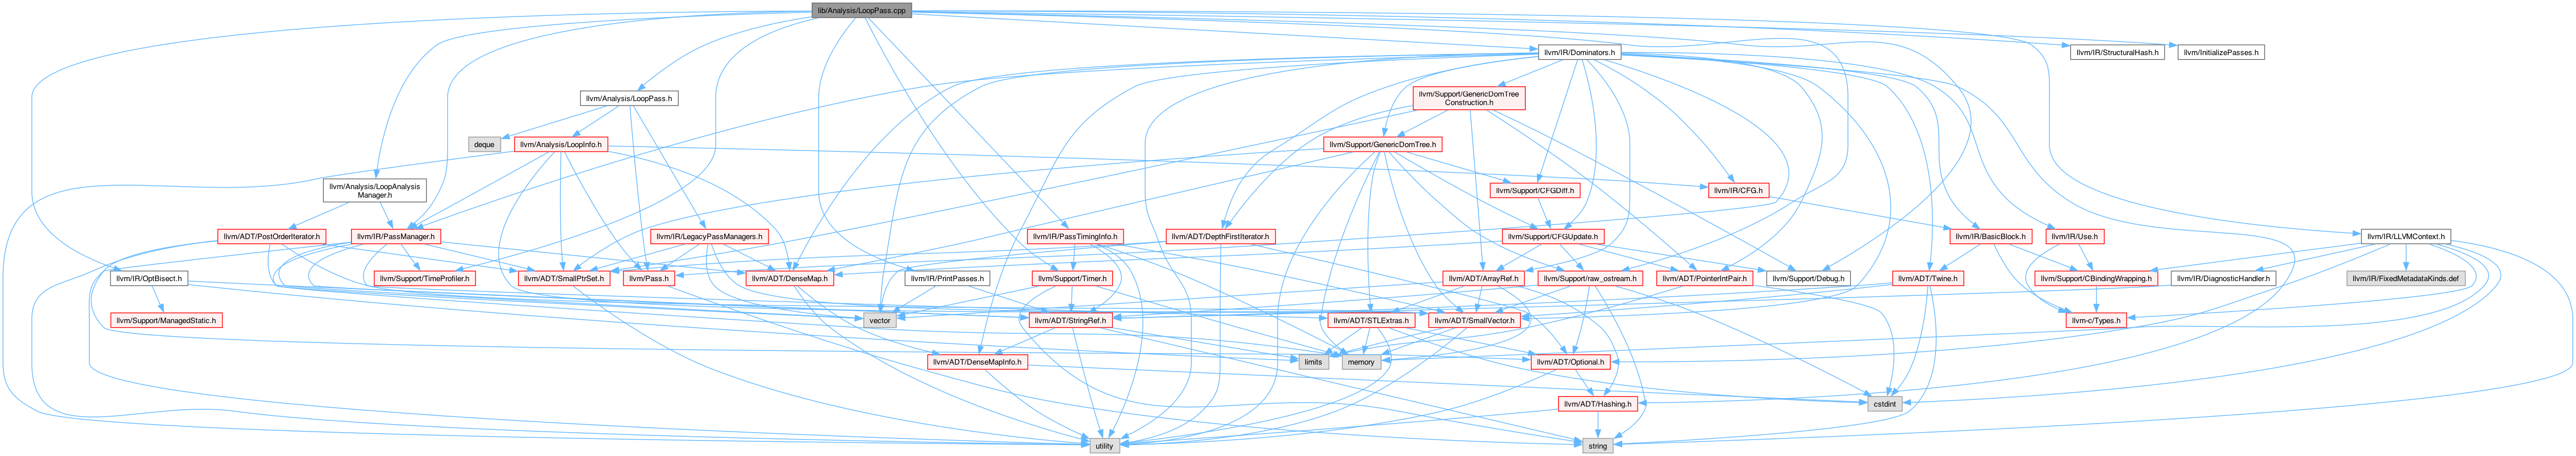 lib/Analysis/LoopPass.cpp
llvm/IR/Dominators.h
llvm/IR/StructuralHash.h
llvm/InitializePasses.h
llvm/Analysis/LoopPass.h
llvm/Support/GenericDomTree
Construction.h
deque
llvm/Analysis/LoopInfo.h
llvm/Support/GenericDomTree.h
llvm/Analysis/LoopAnalysis
Manager.h
llvm/Support/CFGDiff.h
llvm/IR/CFG.h
llvm/ADT/PostOrderIterator.h
llvm/IR/PassManager.h
llvm/IR/LegacyPassManagers.h
llvm/IR/PassTimingInfo.h
llvm/ADT/DepthFirstIterator.h
llvm/Support/CFGUpdate.h
llvm/IR/BasicBlock.h
llvm/IR/Use.h
llvm/IR/LLVMContext.h
llvm/IR/OptBisect.h
llvm/Support/TimeProfiler.h
llvm/ADT/SmallPtrSet.h
llvm/Pass.h
llvm/ADT/DenseMap.h
llvm/IR/PrintPasses.h
llvm/Support/Timer.h
llvm/ADT/ArrayRef.h
llvm/Support/raw_ostream.h
llvm/ADT/PointerIntPair.h
llvm/Support/Debug.h
llvm/ADT/Twine.h
llvm/Support/CBindingWrapping.h
llvm/IR/DiagnosticHandler.h
llvm/IR/FixedMetadataKinds.def
llvm/Support/ManagedStatic.h
vector
llvm/ADT/StringRef.h
llvm/ADT/STLExtras.h
llvm/ADT/SmallVector.h
llvm-c/Types.h
llvm/ADT/DenseMapInfo.h
limits
memory
llvm/ADT/Optional.h
llvm/ADT/Hashing.h
cstdint
utility
string